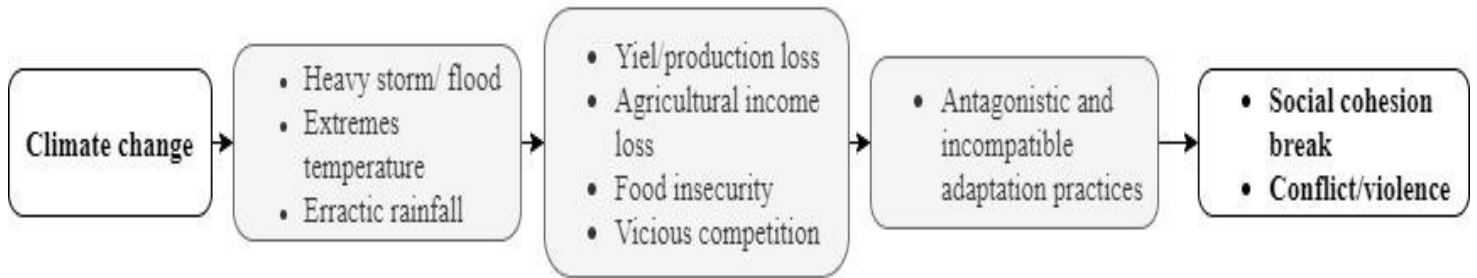 Climate change
• Heavy storm/ flood
• Extremes
temperature
• Erractic rainfall
• Yiel/production loss
• Agricultural income
loss
• Food insecurity
• Vicious competition
• Antagonistic and
incompatible
adaptation practices
• Social cohesion
break
• Conflict/violence